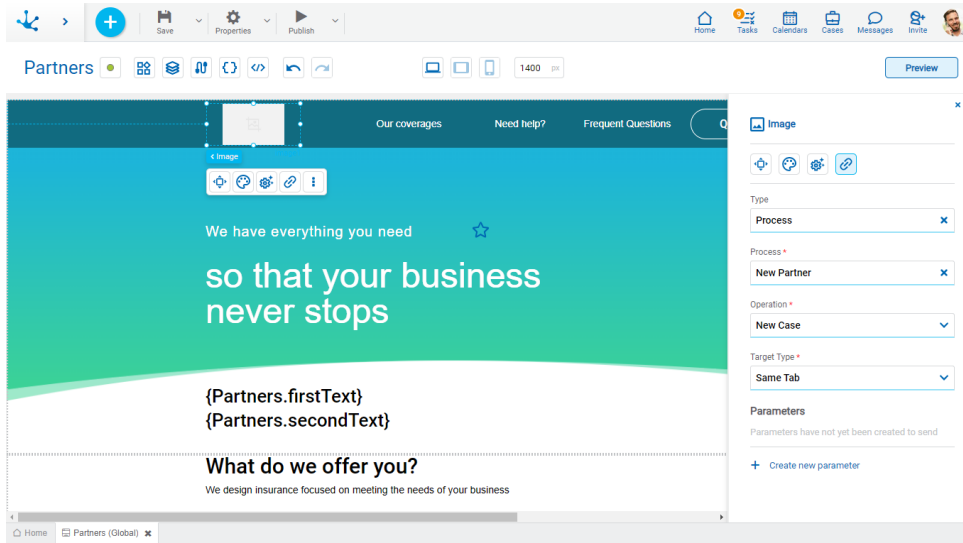 Save
Properties
Publish
Home
9
Tasks
Calendars
Cases
Messages
Invite
Partners
1400 px
Preview
Our coverages
Need help?
Frequent Questions
Q
Image
We have everything you need
so that your business
never stops
{Partners.firstText}
{Partners.secondText}
What do we offer you?
We design insurance focused on meeting the needs of your business
Image
Type
Process
Process *
New Partner
Operation *
New Case
Target Type *
Same Tab
Parameters
Parameters have not yet been created to send
+ Create new parameter
Home
Partners (Global)